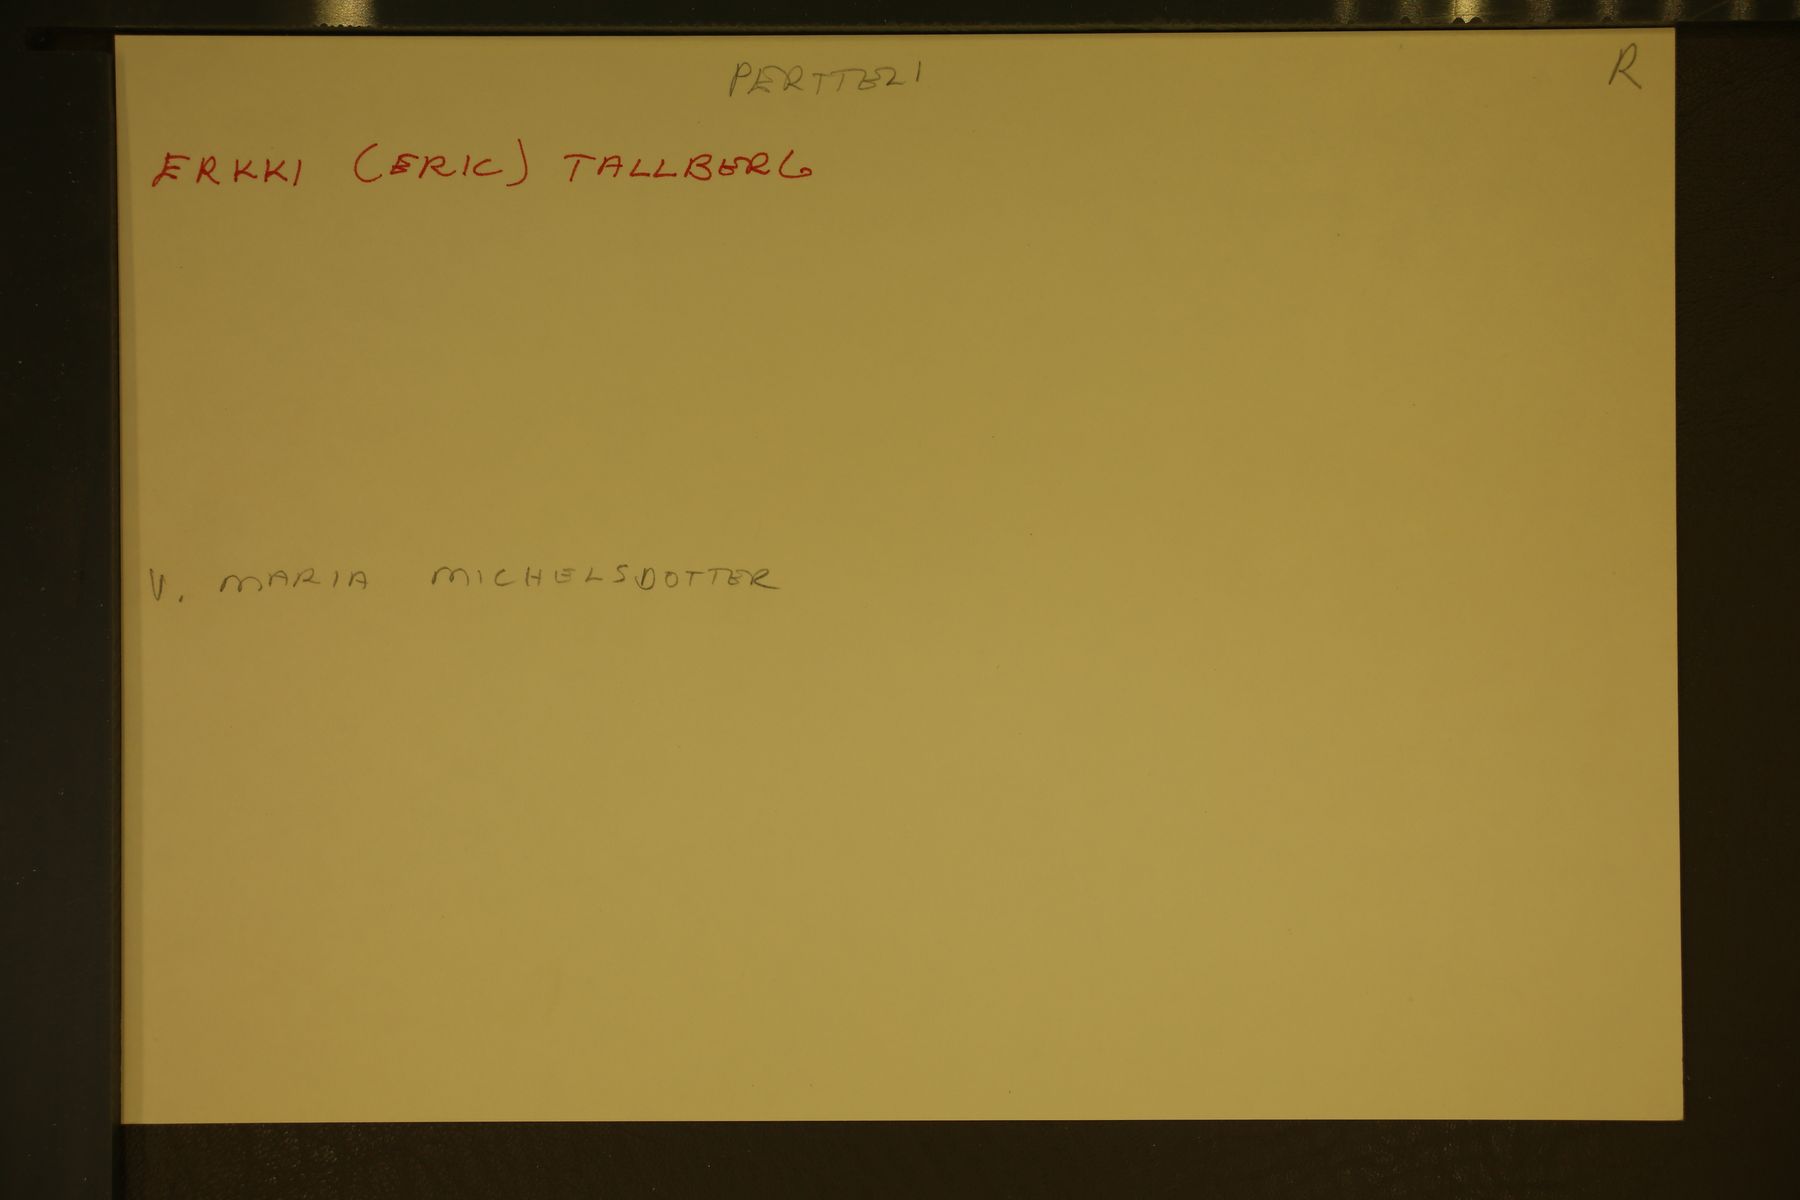 PERTTELI R
ERKKI (ERIC) TALLBERG
V. MARIA MICHELSDOTTER